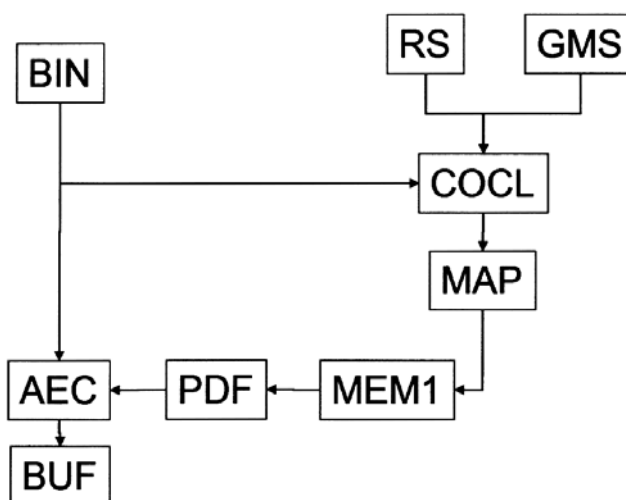 RS
GMS
BIN
COCL
MAP
AEC
PDF
MEM1
BUF